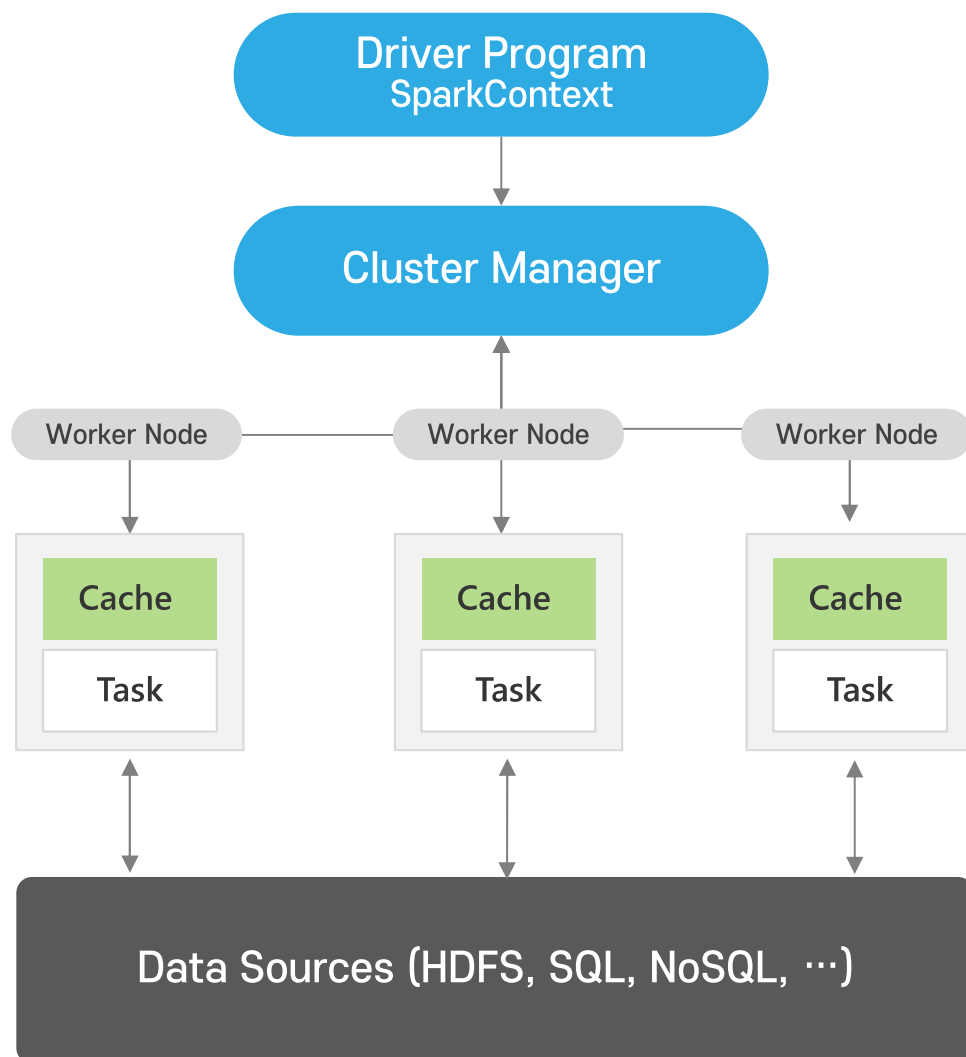 Driver Program
SparkContext
Cluster Manager
Worker Node
Worker Node
Worker Node
Cache
Cache
Cache
Task
Task
Task
Data Sources (HDFS, SQL, NoSQL, ⋯)